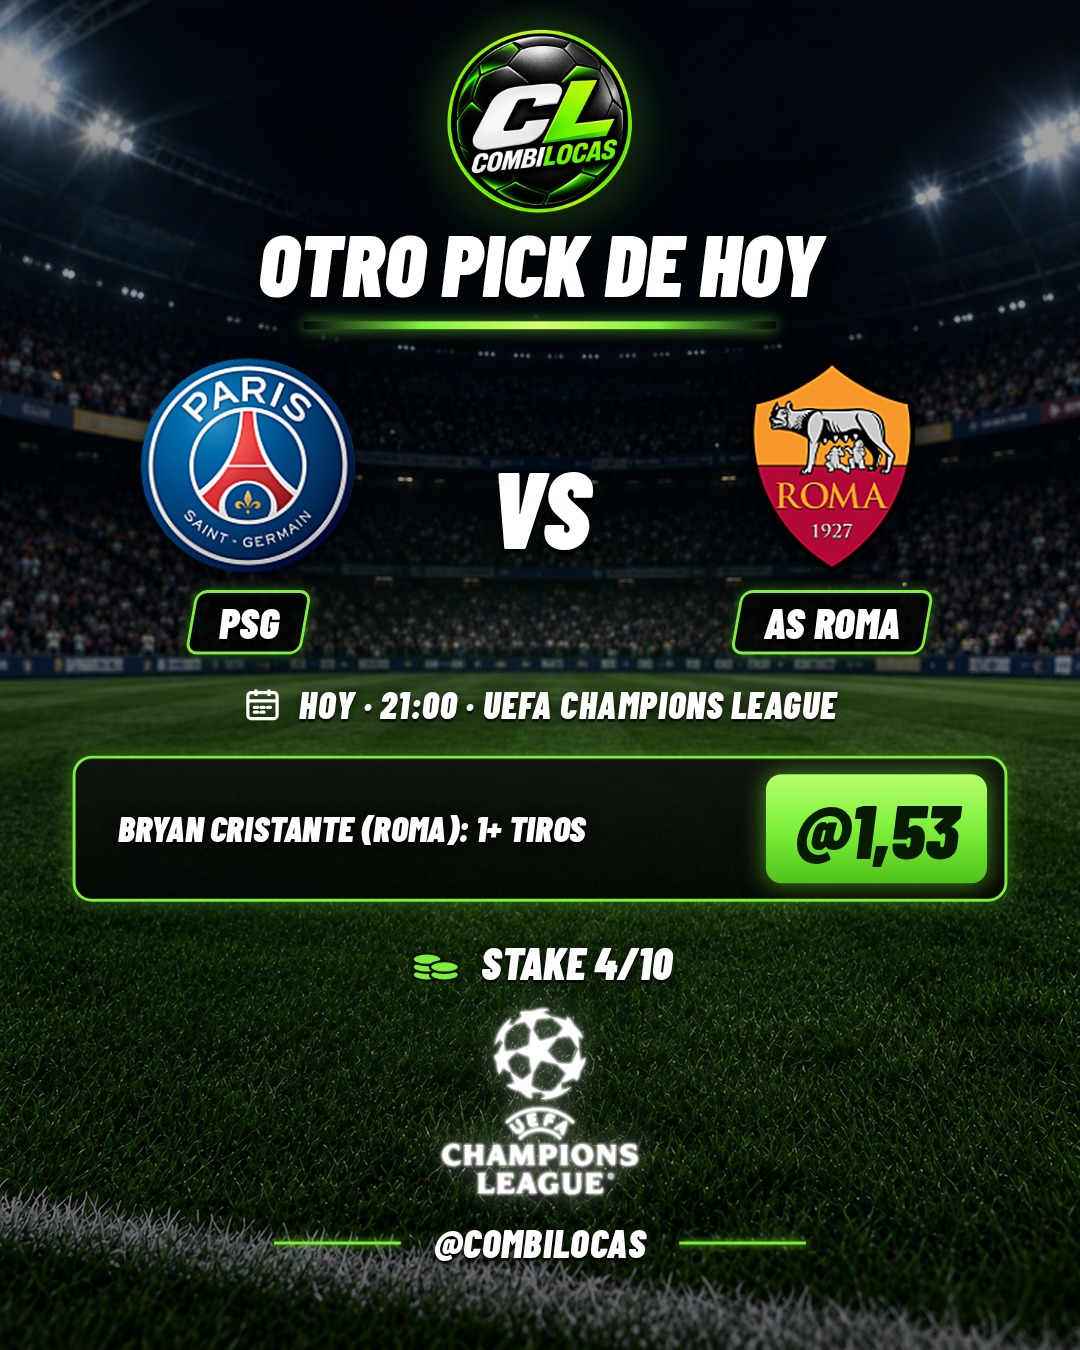 CL
COMBILOCAS
OTRO PICK DE HOY
PARIS
SAINT - GERMAIN
VS
ROMA
1927
PSG
AS ROMA
HOY · 21:00 · UEFA CHAMPIONS LEAGUE
BRYAN CRISTANTE (ROMA): 1+ TIROS
@1,53
STAKE 4/10
UEFA
CHAMPIONS
LEAGUE®
@COMBILOCAS